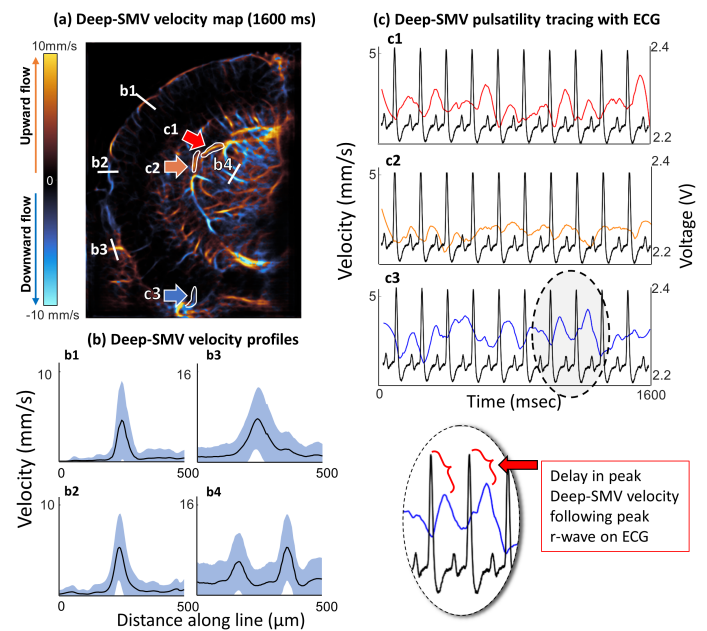 (a) Deep-SMV velocity map (1600 ms)
10mm/s
Upward flow
0
Downward flow
-10 mm/s
b1
c1
b2
c2
b4
b3
c3
(b) Deep-SMV velocity profiles
Velocity (mm/s)
b1
10
0
500
b3
16
0
500
b2
10
0
500
b4
16
0
500
Distance along line (µm)
(c) Deep-SMV pulsatility tracing with ECG
Velocity (mm/s)
Voltage (V)
c1
5
2.4
2.2
c2
5
2.4
2.2
c3
5
2.4
2.2
0
Time (msec)
1600
Delay in peak
Deep-SMV velocity
following peak
r-wave on ECG